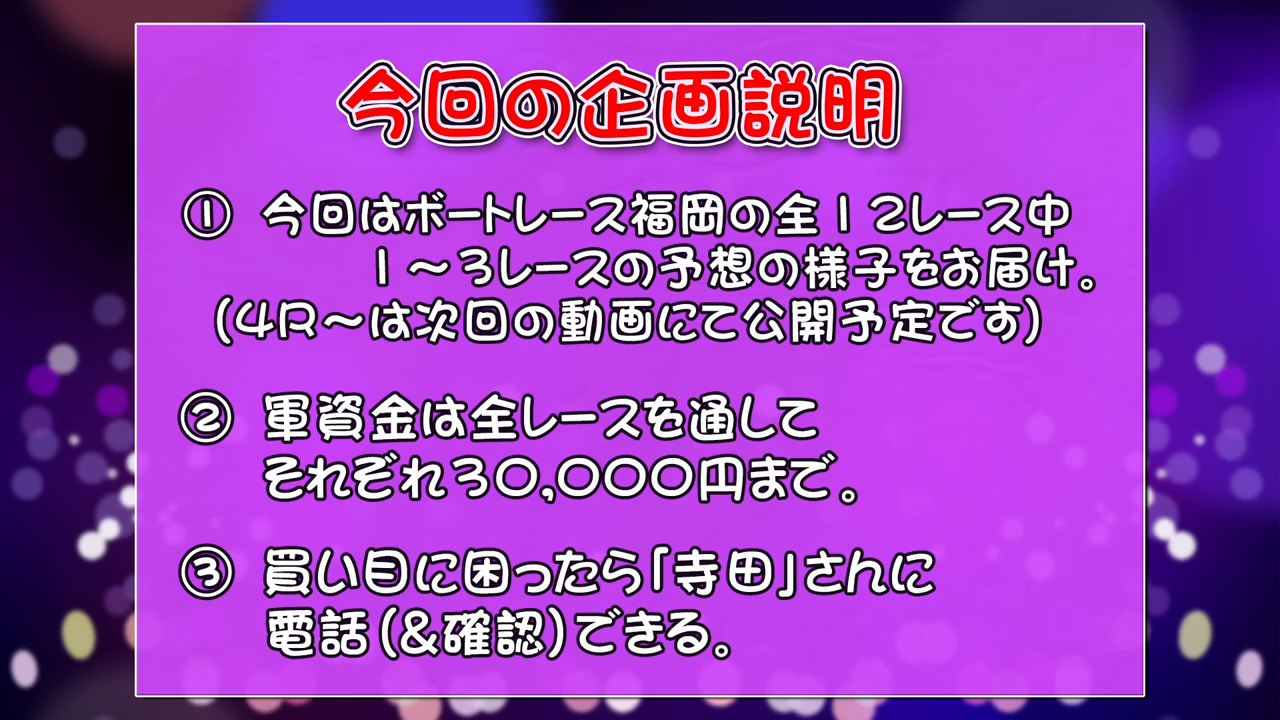 今回の企画説明
① 今回はボートレース福岡の全12レース中
1～3レースの予想の様子をお届け。
(4R～は次回の動画にて公開予定です)
② 軍資金は全レースを通して
それぞれ30,000円まで。
③ 買い目に困ったら「寺田」さんに
電話(&確認)できる。